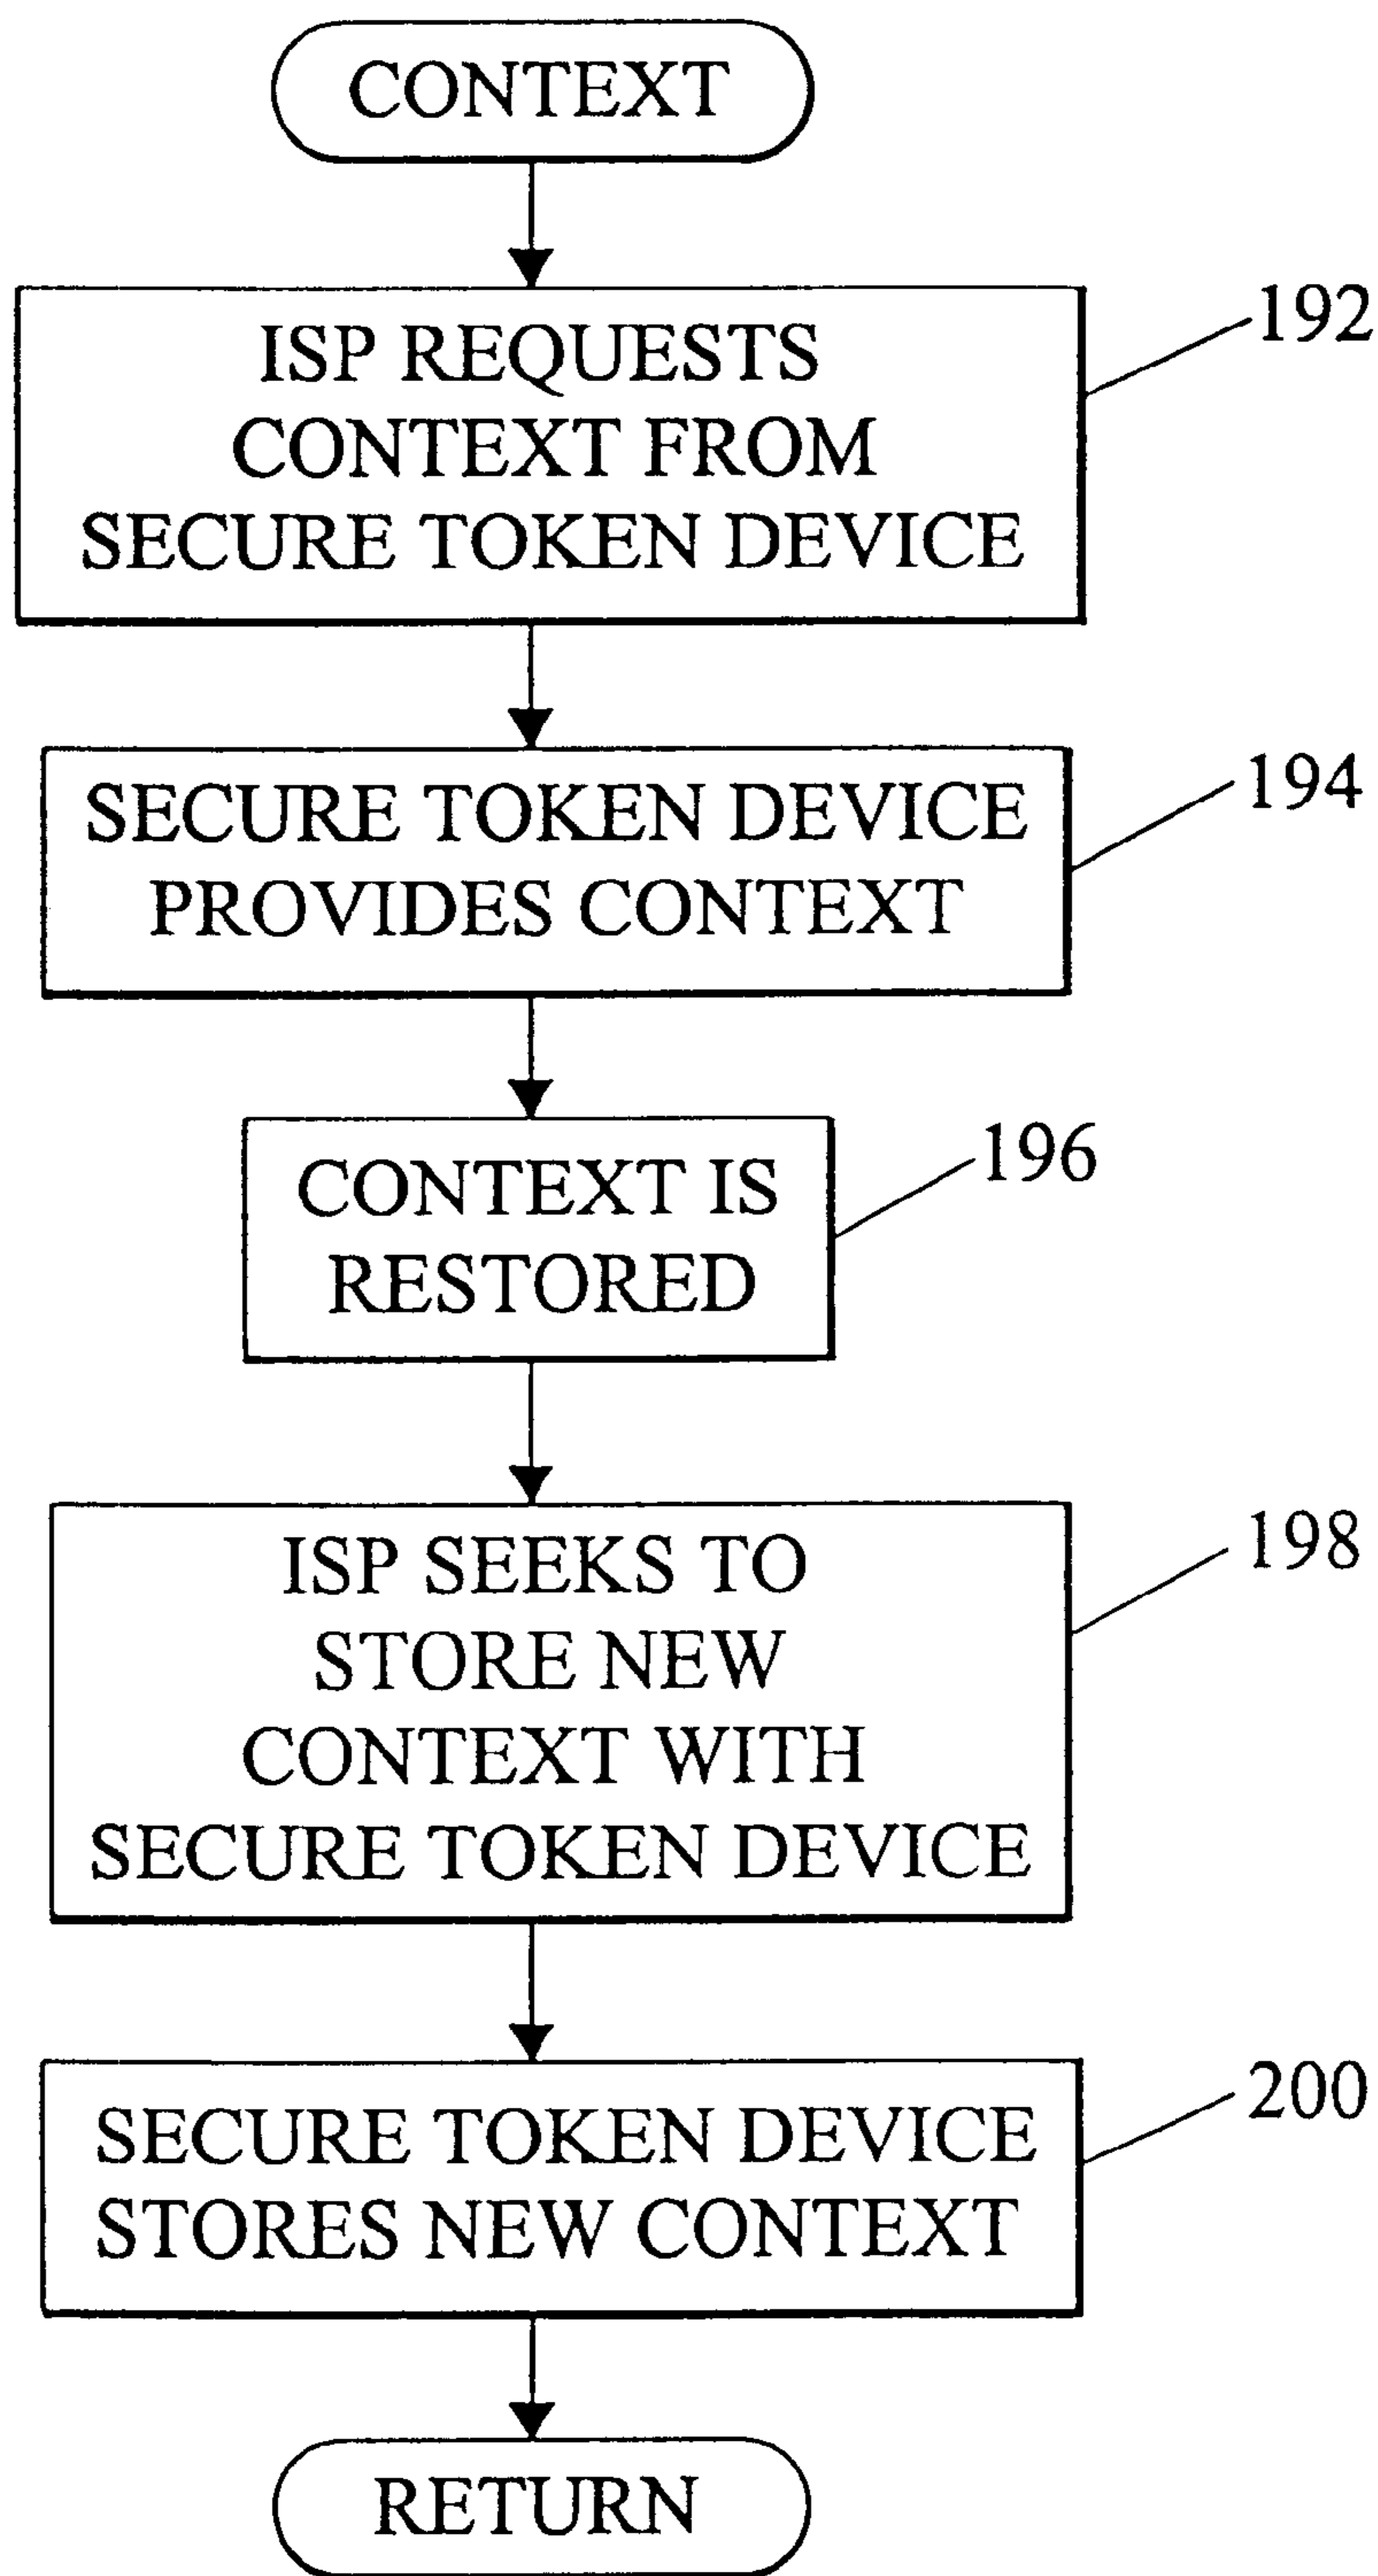 CONTEXT
ISP REQUESTS
CONTEXT FROM
SECURE TOKEN DEVICE
192
SECURE TOKEN DEVICE
PROVIDES CONTEXT
194
CONTEXT IS
RESTORED
196
ISP SEEKS TO
STORE NEW
CONTEXT WITH
SECURE TOKEN DEVICE
198
SECURE TOKEN DEVICE
STORES NEW CONTEXT
200
RETURN